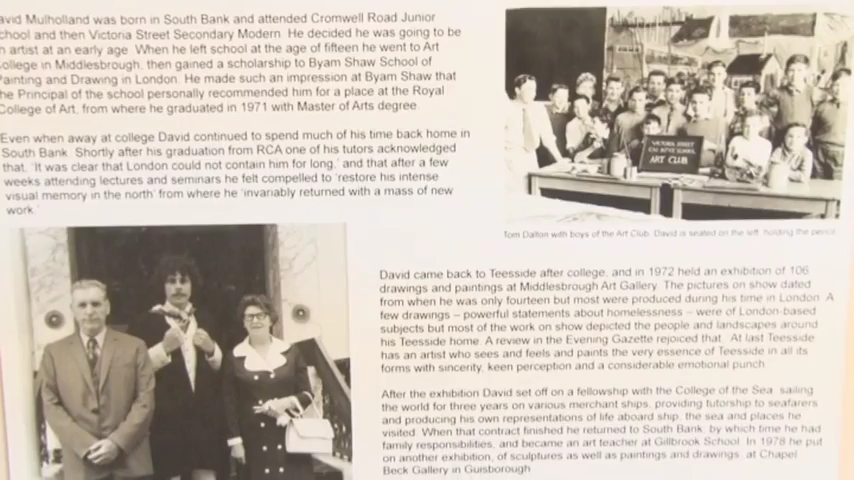 avid Mulholland was born in South Bank and attended Cromwell Road Junior
chool and then Victoria Street Secondary Modern. He decided he was going to be
n artist at an early age. When he left school at the age of fifteen he went to Art
ollege in Middlesbrough, then gained a scholarship to Byam Shaw School of
Painting and Drawing in London. He made such an impression at Byam Shaw that
he Principal of the school personally recommended him for a place at the Royal
College of Art, from where he graduated in 1971 with Master of Arts degree.
Even when away at college David continued to spend much of his time back home in
South Bank. Shortly after his graduation from RCA one of his tutors acknowledged
that, 'It was clear that London could not contain him for long,' and that after a few
weeks attending lectures and seminars he felt compelled to 'restore his intense
visual memory in the north' from where he 'invariably returned with a mass of new
work.'
VICTORIA STREET
SCHOOL
ART CLUB
Tom Dalton with boys of the Art Club. David is seated on the left, holding the pencil
David came back to Teesside after college, and in 1972 held an exhibition of 106
drawings and paintings at Middlesbrough Art Gallery. The pictures on show dated
from when he was only fourteen but most were produced during his time in London. A
few drawings – powerful statements about homelessness – were of London-based
subjects but most of the work on show depicted the people and landscapes around
his Teesside home. A review in the Evening Gazette rejoiced that, 'At last Teesside
has an artist who sees and feels and paints the very essence of Teesside in all its
forms with sincerity, keen perception and a considerable emotional punch.'
After the exhibition David set off on a fellowship with the College of the Sea, sailing
the world for three years on various merchant ships, providing tutorship to seafarers
and producing his own representations of life aboard ship, the sea and places he
visited. When that contract finished he returned to South Bank, by which time he had
family responsibilities, and became an art teacher at Gillbrook School. In 1978 he put
on another exhibition, of sculptures as well as paintings and drawings, at Chapel
Beck Gallery in Guisborough.